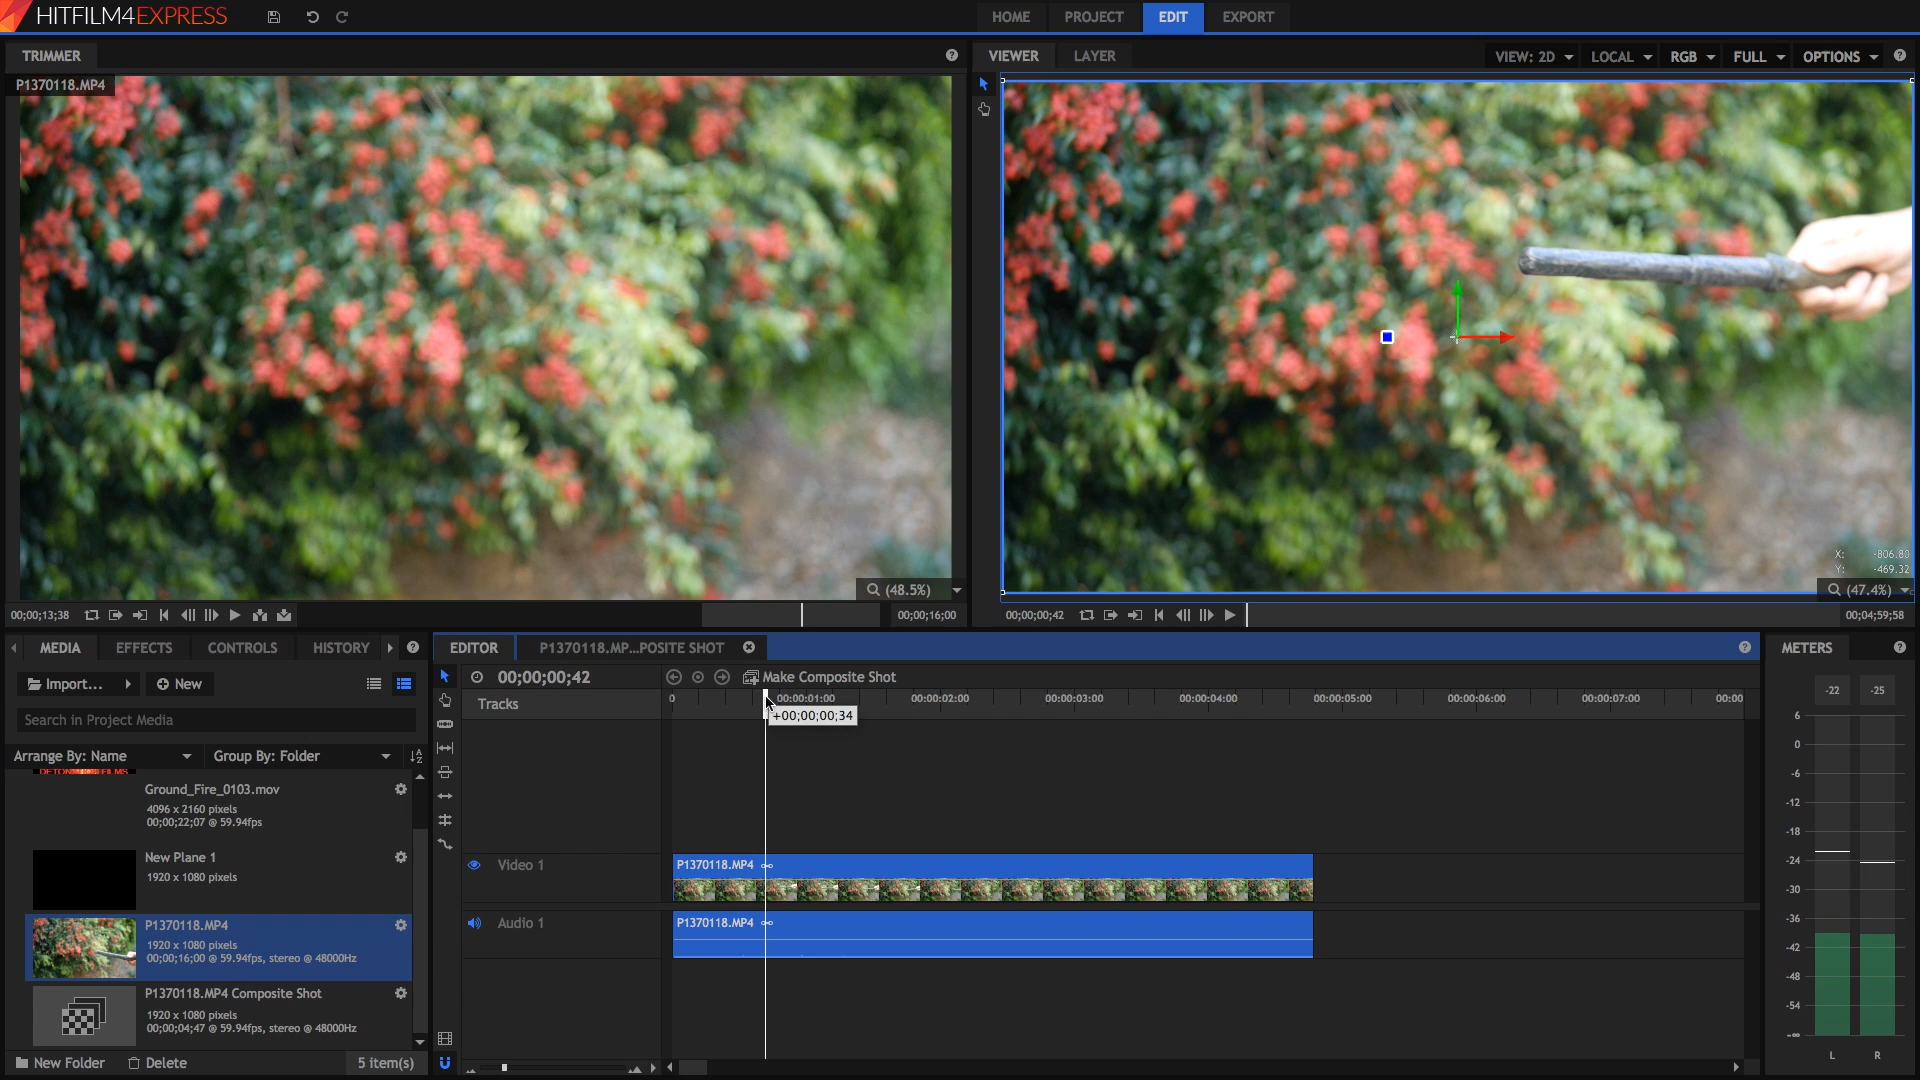 HITFILM4EXPRESS
HOME PROJECT EDIT EXPORT
TRIMMER
P1370118.MP4
VIEWER LAYER
VIEW: 2D LOCAL RGB FULL OPTIONS
X: -806.80
Y: -469.32
(48.5%)
(47.4%)
00;00;13;38
00;00;16;00
00;00;00;42
00;04;59;58
MEDIA EFFECTS CONTROLS HISTORY
Import... New
Search in Project Media
Arrange By: Name Group By: Folder
Ground_Fire_0103.mov
4096 x 2160 pixels
00;00;22;07 @ 59.94fps
New Plane 1
1920 x 1080 pixels
P1370118.MP4
1920 x 1080 pixels
00;00;16;00 @ 59.94fps, stereo @ 48000Hz
P1370118.MP4 Composite Shot
1920 x 1080 pixels
00;00;04;47 @ 59.94fps, stereo @ 48000Hz
New Folder Delete 5 item(s)
EDITOR P1370118.MP...POSITE SHOT
00;00;00;42 Make Composite Shot
Tracks
0 00:00:01:00 00:00:02:00 00:00:03:00 00:00:04:00 00:00:05:00 00:00:06:00 00:00:07:00 00:00
+00;00;00;34
Video 1
P1370118.MP4
Audio 1
P1370118.MP4
METERS
-22 -25
6
0
-6
-12
-18
-24
-30
-36
-42
-48
-54
-∞
L R